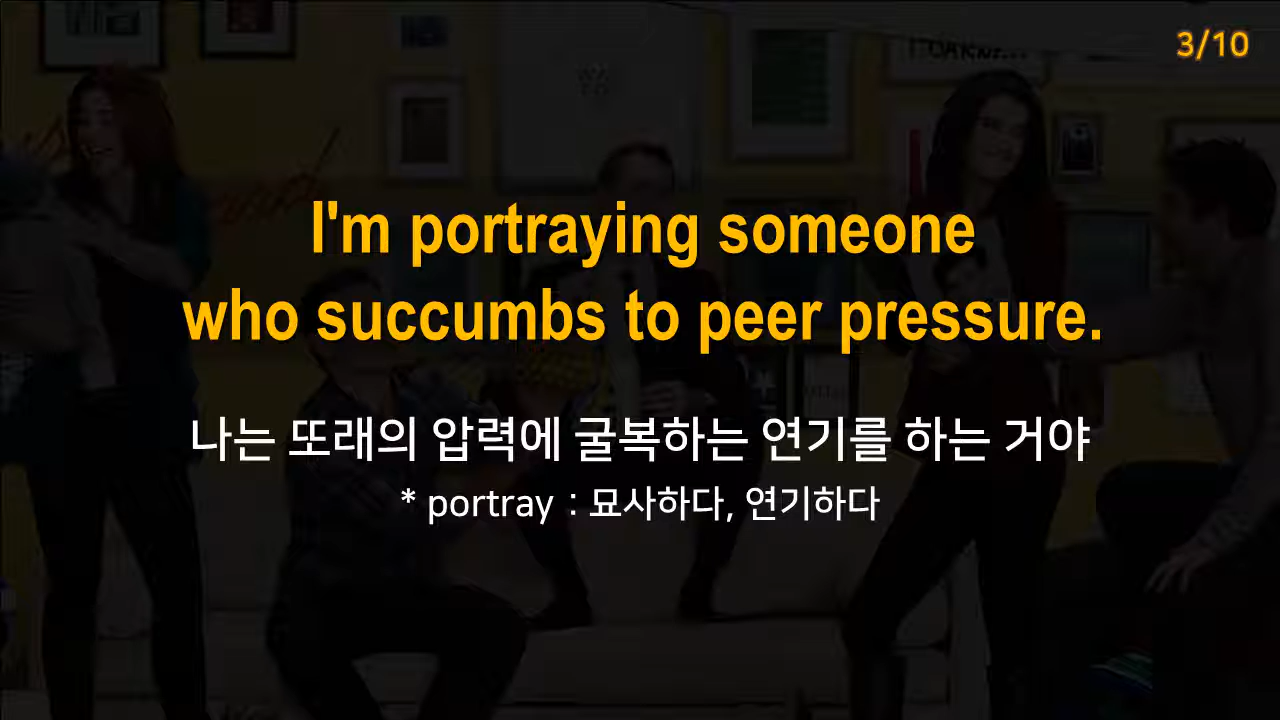 3/10
I'm portraying someone
who succumbs to peer pressure.
나는 또래의 압력에 굴복하는 연기를 하는 거야
* portray : 묘사하다, 연기하다